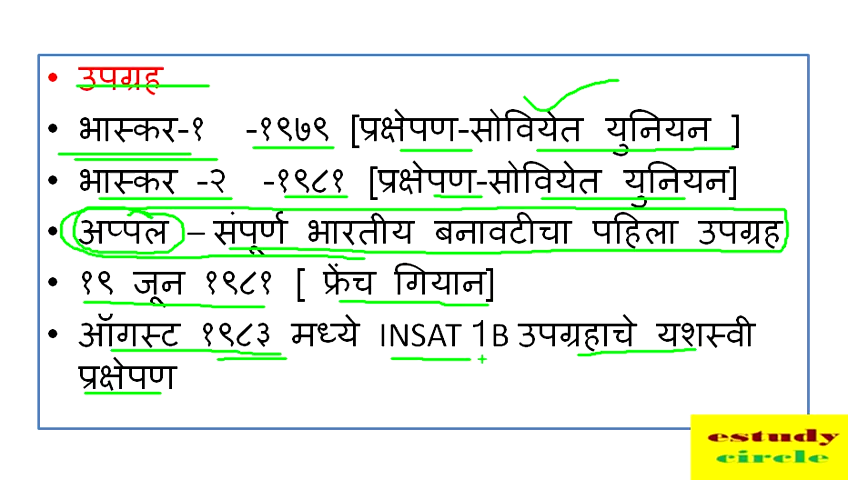 • उपग्रह
• भास्कर-१ -१९७९ [प्रक्षेपण-सोवियेत युनियन ]
• भास्कर -२ -१९८१ [प्रक्षेपण-सोवियेत युनियन]
• अप्पल – संपूर्ण भारतीय बनावटीचा पहिला उपग्रह
• १९ जून १९८१ [ फ्रेंच गियान]
• ऑगस्ट १९८३ मध्ये INSAT 1B उपग्रहाचे यशस्वी
प्रक्षेपण
estudy
circle